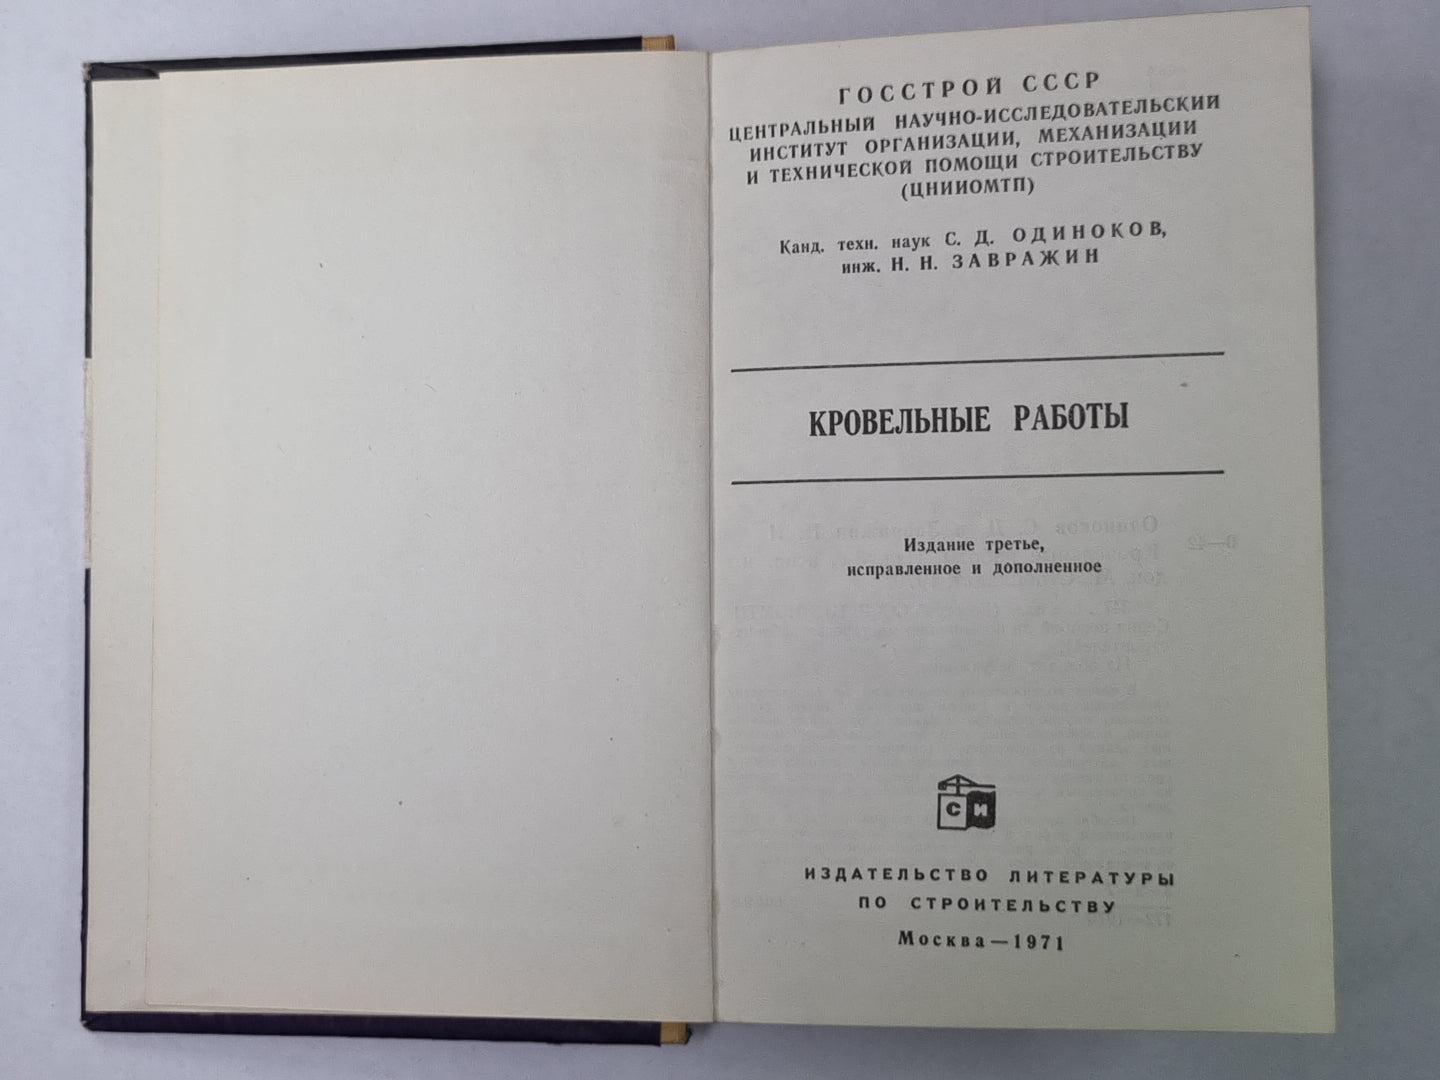 ГОССТРОЙ СССР
ЦЕНТРАЛЬНЫЙ НАУЧНО-ИССЛЕДОВАТЕЛЬСКИЙ
ИНСТИТУТ ОРГАНИЗАЦИИ, МЕХАНИЗАЦИИ
И ТЕХНИЧЕСКОЙ ПОМОЩИ СТРОИТЕЛЬСТВУ
(ЦНИИОМТП)
Канд. техн. наук С. Д. ОДИНОКОВ,
инж. Н. Н. ЗАВРАЖИН
КРОВЕЛЬНЫЕ РАБОТЫ
Издание третье,
исправленное и дополненное
С И
ИЗДАТЕЛЬСТВО ЛИТЕРАТУРЫ
ПО СТРОИТЕЛЬСТВУ
Москва — 1971